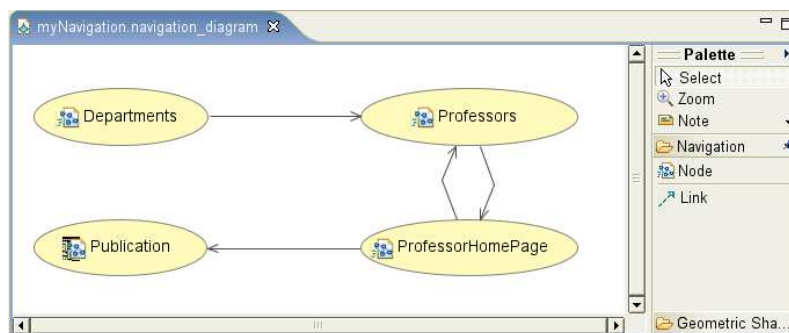 myNavigation.navigation_diagram
Palette
Select
Zoom
Note
Navigation
Node
Link
Geometric Sha...
Departments
Professors
Publication
ProfessorHomePage